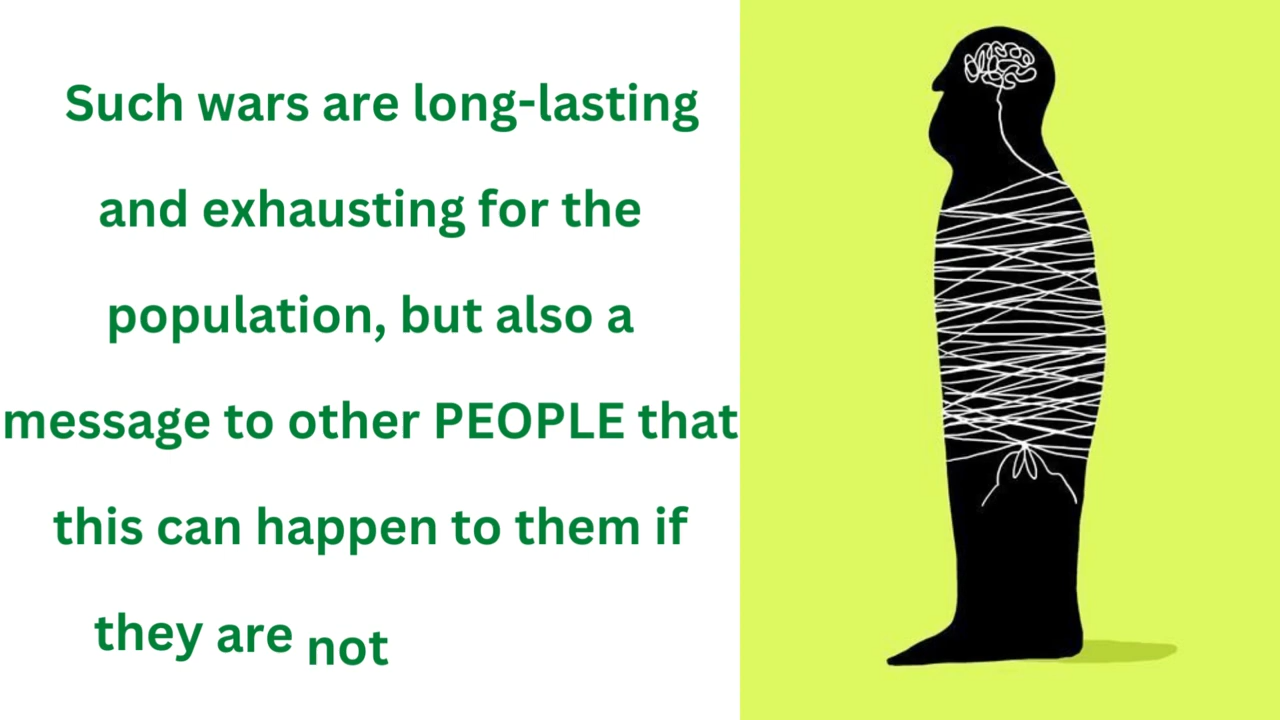 Such wars are long-lasting
and exhausting for the
population, but also a
message to other PEOPLE that
this can happen to them if
they are not